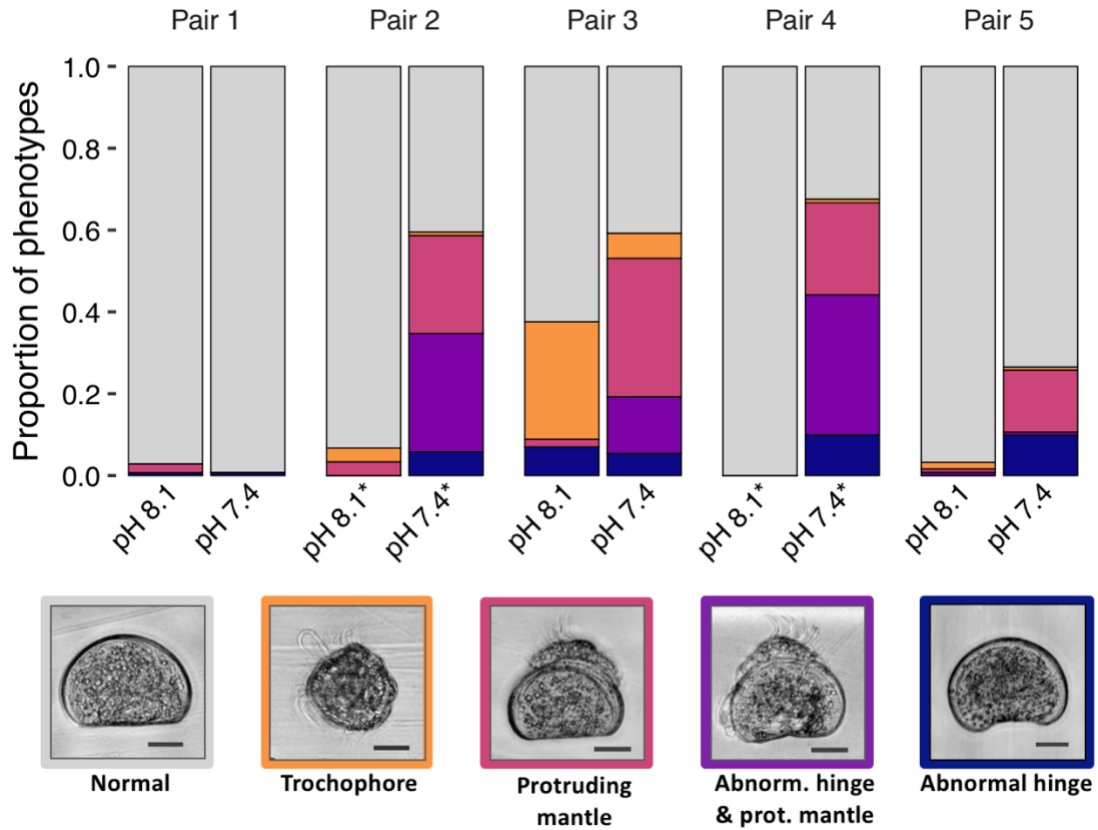 Pair 1 Pair 2 Pair 3 Pair 4 Pair 5
Proportion of phenotypes
1.0
0.8
0.6
0.4
0.2
0.0
pH 8.1 pH 7.4 pH 8.1* pH 7.4* pH 8.1 pH 7.4 pH 8.1* pH 7.4* pH 8.1 pH 7.4
Normal Trochophore Protruding Abnorm. hinge Abnormal hinge
mantle & prot. mantle